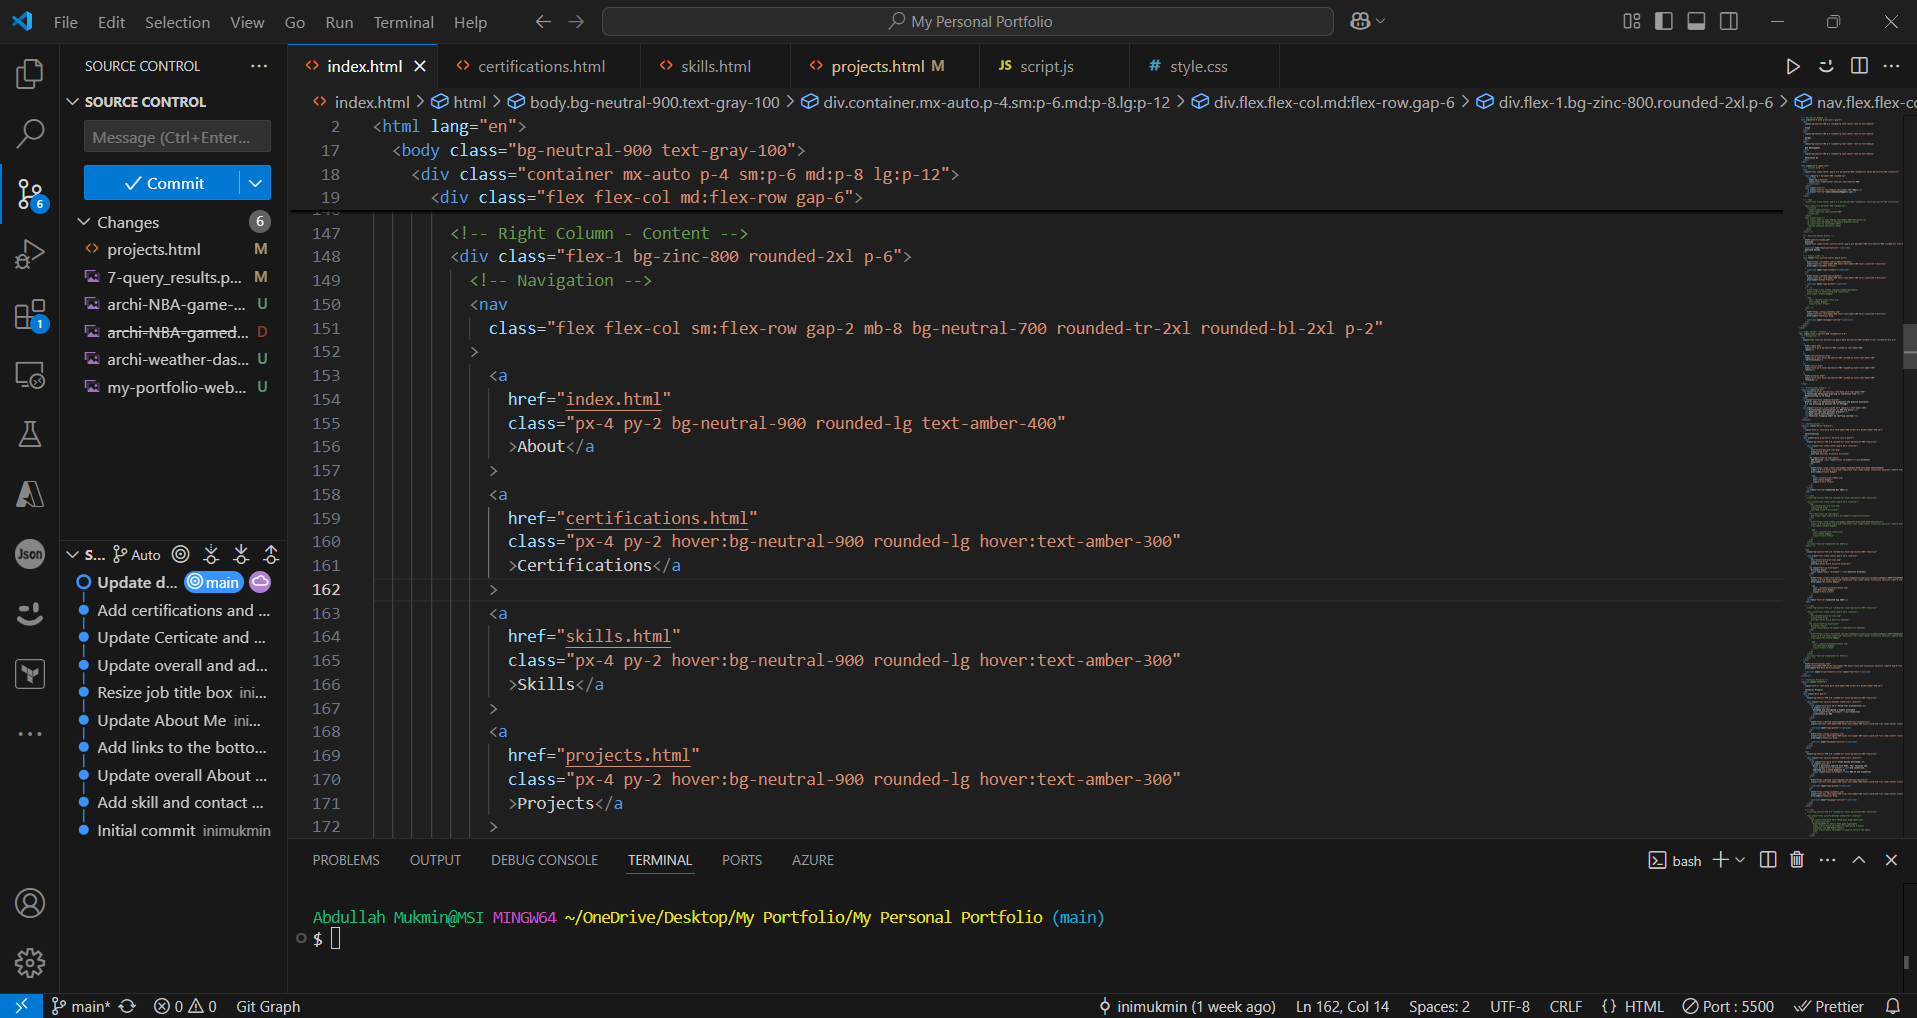 File Edit Selection View Go Run Terminal Help
My Personal Portfolio
SOURCE CONTROL
index.html
certifications.html
skills.html
projects.html M
JS script.js
# style.css
SOURCE CONTROL
index.html > html > body.bg-neutral-900.text-gray-100 > div.container.mx-auto.p-4.sm:p-6.md:p-8.lg:p-12 > div.flex.flex-col.md:flex-row.gap-6 > div.flex-1.bg-zinc-800.rounded-2xl.p-6 > nav.flex.flex-c
Message (Ctrl+Enter...
Commit
Changes 6
projects.html M
7-query_results.p... M
archi-NBA-game-... U
archi-NBA-gamed... D
archi-weather-das... U
my-portfolio-web... U
6
1
Json
2 <html lang="en">
17 <body class="bg-neutral-900 text-gray-100">
18 <div class="container mx-auto p-4 sm:p-6 md:p-8 lg:p-12">
19 <div class="flex flex-col md:flex-row gap-6">
147 <!-- Right Column - Content -->
148 <div class="flex-1 bg-zinc-800 rounded-2xl p-6">
149 <!-- Navigation -->
150 <nav
151 class="flex flex-col sm:flex-row gap-2 mb-8 bg-neutral-700 rounded-tr-2xl rounded-bl-2xl p-2"
152 >
153 <a
154 href="index.html"
155 class="px-4 py-2 bg-neutral-900 rounded-lg text-amber-400"
156 >About</a
157 >
158 <a
159 href="certifications.html"
160 class="px-4 py-2 hover:bg-neutral-900 rounded-lg hover:text-amber-300"
161 >Certifications</a
162 >
163 <a
164 href="skills.html"
165 class="px-4 py-2 hover:bg-neutral-900 rounded-lg hover:text-amber-300"
166 >Skills</a
167 >
168 <a
169 href="projects.html"
170 class="px-4 py-2 hover:bg-neutral-900 rounded-lg hover:text-amber-300"
171 >Projects</a
172 >
S... Auto
Update d... main
Add certifications and ...
Update Certicate and ...
Update overall and ad...
Resize job title box ini...
Update About Me ini...
Add links to the botto...
Update overall About ...
Add skill and contact ...
Initial commit inimukmin
PROBLEMS OUTPUT DEBUG CONSOLE TERMINAL PORTS AZURE
bash
Abdullah Mukmin@MSI MINGW64 ~/OneDrive/Desktop/My Portfolio/My Personal Portfolio (main)
$
main* 0 0 Git Graph
inimukmin (1 week ago) Ln 162, Col 14 Spaces: 2 UTF-8 CRLF {} HTML Port : 5500 Prettier